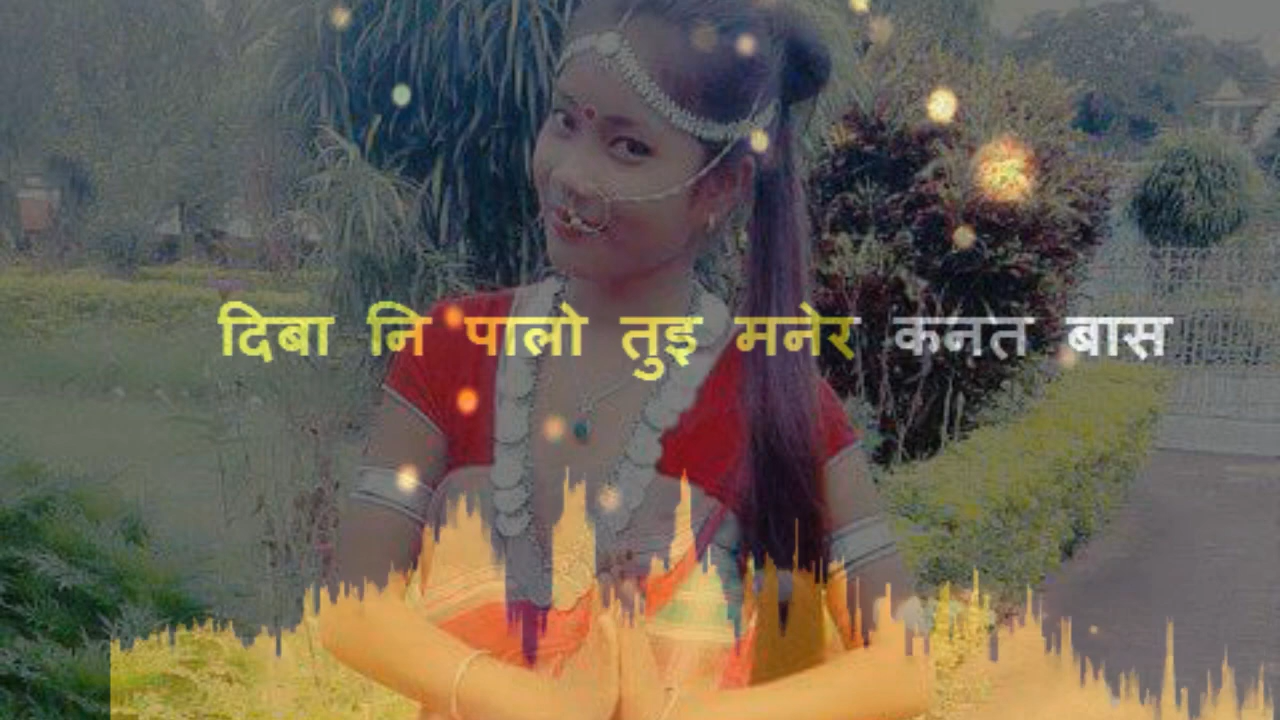 दिबा नि पालो तुइ मनेर कनत बास